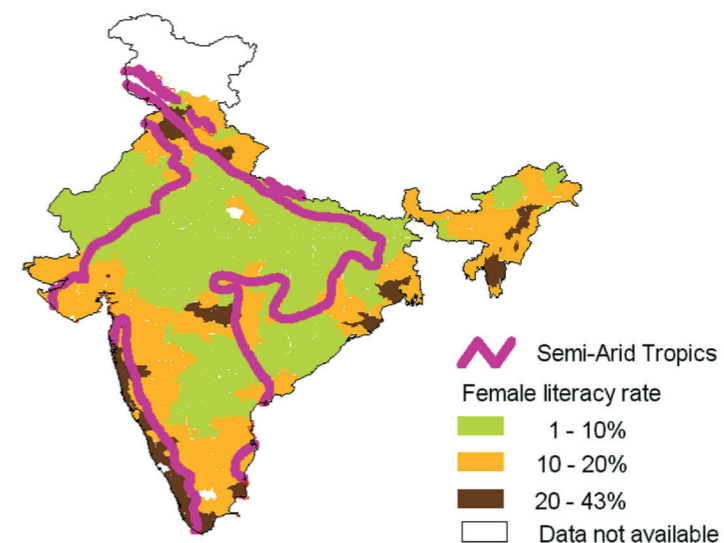 Semi-Arid Tropics
Female literacy rate
1 - 10%
10 - 20%
20 - 43%
Data not available